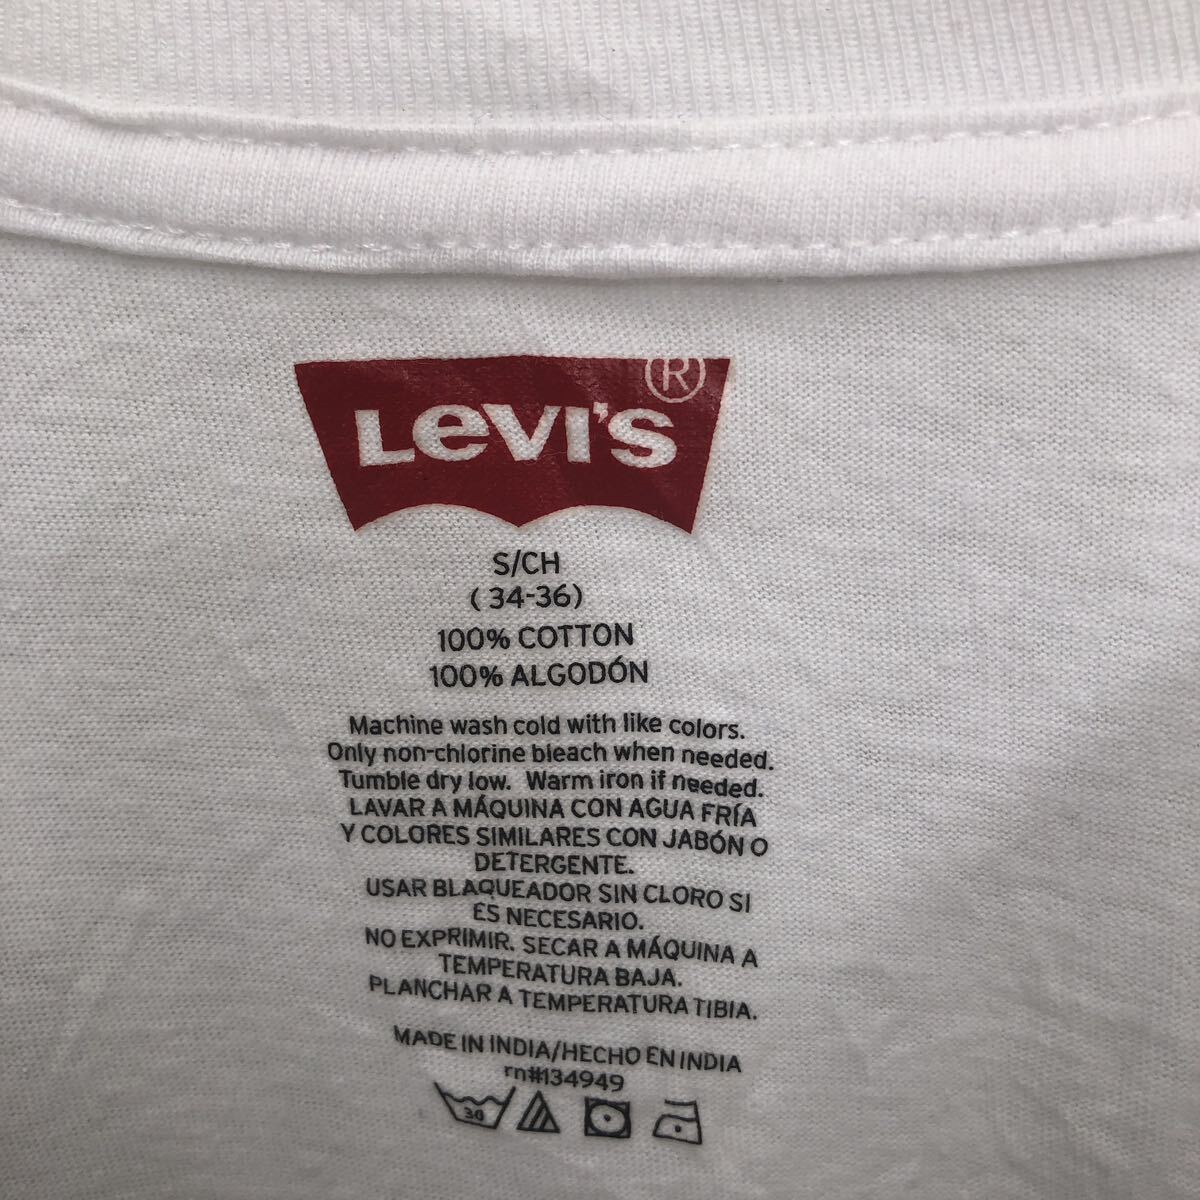 Levi's®
S/CH
(34-36)
100% COTTON
100% ALGODÓN
Machine wash cold with like colors.
Only non-chlorine bleach when needed.
Tumble dry low. Warm iron if needed.
LAVAR A MÁQUINA CON AGUA FRÍA
Y COLORES SIMILARES CON JABÓN O
DETERGENTE.
USAR BLAQUEADOR SIN CLORO SI
ES NECESARIO.
NO EXPRIMIR. SECAR A MÁQUINA A
TEMPERATURA BAJA.
PLANCHAR A TEMPERATURA TIBIA.
MADE IN INDIA/HECHO EN INDIA
rn#134949
30